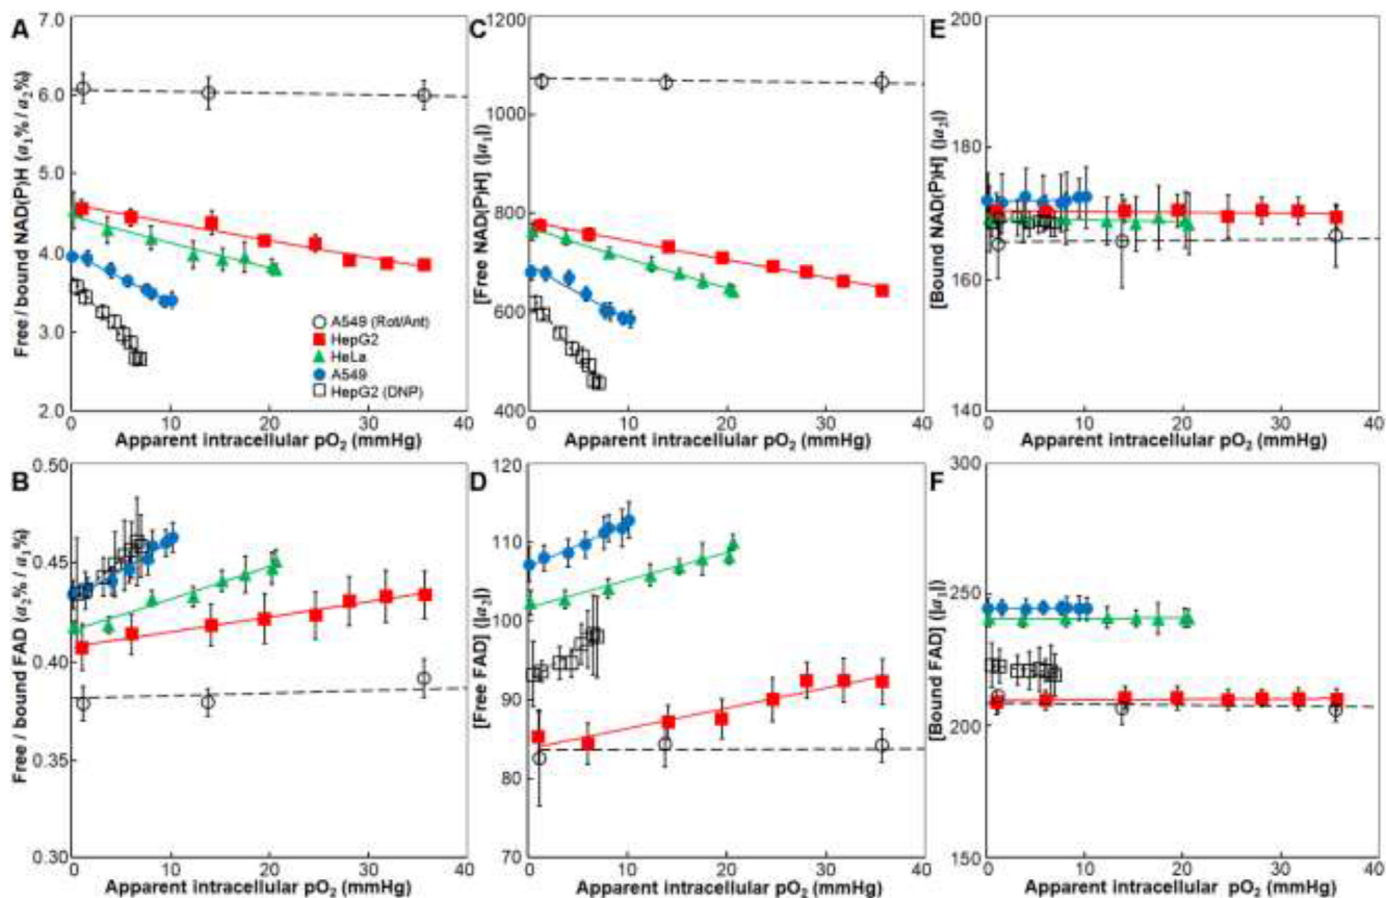 A
Free / bound NAD(P)H (a₁% / a₂%)
7.0
6.0
5.0
4.0
3.0
2.0
0
10
20
30
40
Apparent intracellular pO₂ (mmHg)
A549 (Rot/Ant)
HepG2
HeLa
A549
HepG2 (DNP)
C
[Free NAD(P)H] (|a₁|)
1200
1000
800
600
400
0
10
20
30
40
Apparent intracellular pO₂ (mmHg)
E
[Bound NAD(P)H] (|a₂|)
200
180
160
140
0
10
20
30
40
Apparent intracellular pO₂ (mmHg)
B
Free / bound FAD (a₂% / a₁%)
0.50
0.45
0.40
0.35
0.30
0
10
20
30
40
Apparent intracellular pO₂ (mmHg)
D
[Free FAD] (|a₂|)
120
110
100
90
80
70
0
10
20
30
40
Apparent intracellular pO₂ (mmHg)
F
[Bound FAD] (|a₁|)
300
250
200
150
0
10
20
30
40
Apparent intracellular pO₂ (mmHg)